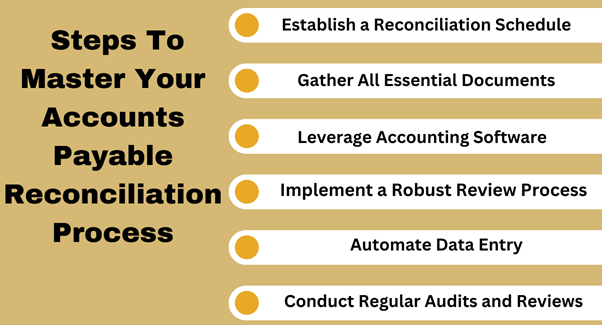 Steps To
Master Your
Accounts
Payable
Reconciliation
Process
Establish a Reconciliation Schedule
Gather All Essential Documents
Leverage Accounting Software
Implement a Robust Review Process
Automate Data Entry
Conduct Regular Audits and Reviews